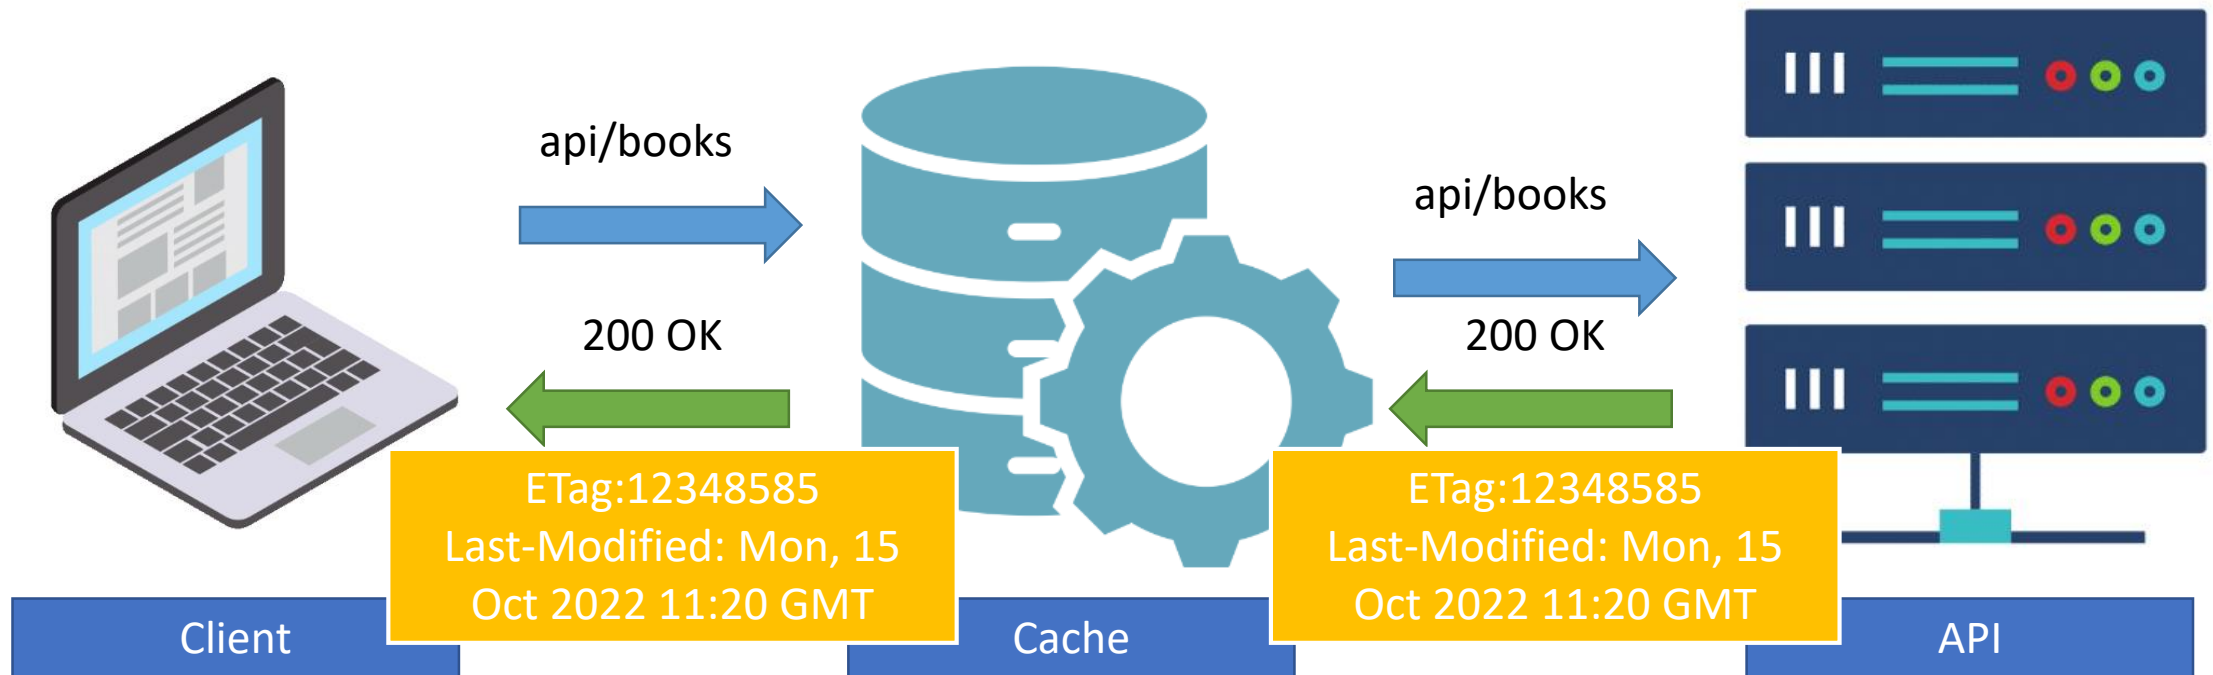 api/books
200 OK
ETag:12348585
Last-Modified: Mon, 15
Oct 2022 11:20 GMT
api/books
200 OK
ETag:12348585
Last-Modified: Mon, 15
Oct 2022 11:20 GMT
Client
Cache
API